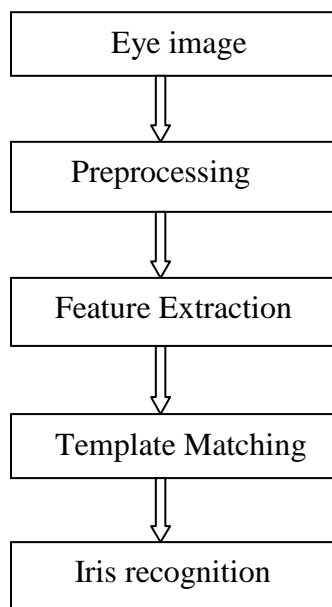 Eye image
Preprocessing
Feature Extraction
Template Matching
Iris recognition